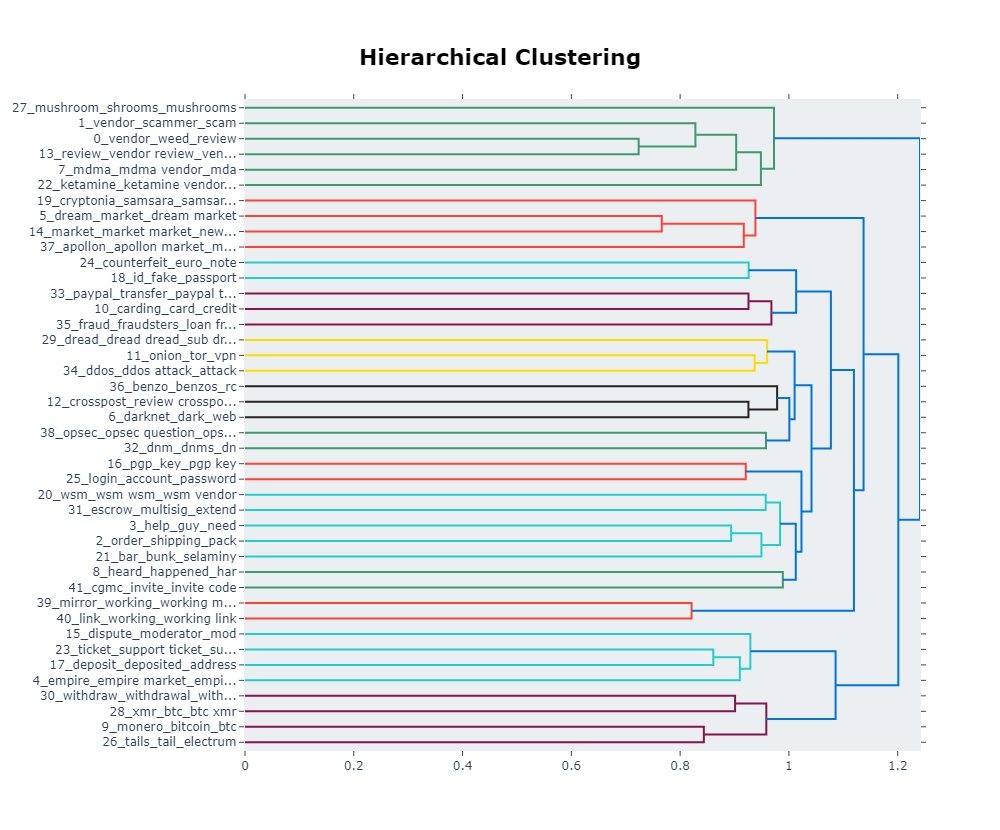 Hierarchical Clustering
27_mushroom_shrooms_mushrooms
1_vendor_scammer_scam
0_vendor_weed_review
13_review_vendor review_ven...
7_mdma_mdma vendor_mda
22_ketamine_ketamine vendor...
19_cryptonia_samsara_samsar...
5_dream_market_dream market
14_market_market market_new...
37_apollon_apollon market_m...
24_counterfeit_euro_note
18_id_fake_passport
33_paypal_transfer_paypal t...
10_carding_card_credit
35_fraud_fraudsters_loan fr...
29_dread_dread dread_sub dr...
11_onion_tor_vpn
34_ddos_ddos attack_attack
36_benzo_benzos_rc
12_crosspost_review crosspo...
6_darknet_dark_web
38_opsec_opsec question_ops...
32_dnm_dnms_dn
16_pgp_key_pgp key
25_login_account_password
20_wsm_wsm wsm_wsm vendor
31_escrow_multisig_extend
3_help_guy_need
2_order_shipping_pack
21_bar_bunk_selaminy
8_heard_happened_har
41_cgmc_invite_invite code
39_mirror_working_working m...
40_link_working_working link
15_dispute_moderator_mod
23_ticket_support ticket_su...
17_deposit_deposited_address
4_empire_empire market_empi...
30_withdraw_withdrawal_with...
28_xmr_btc_btc xmr
9_monero_bitcoin_btc
26_tails_tail_electrum
0 0.2 0.4 0.6 0.8 1 1.2